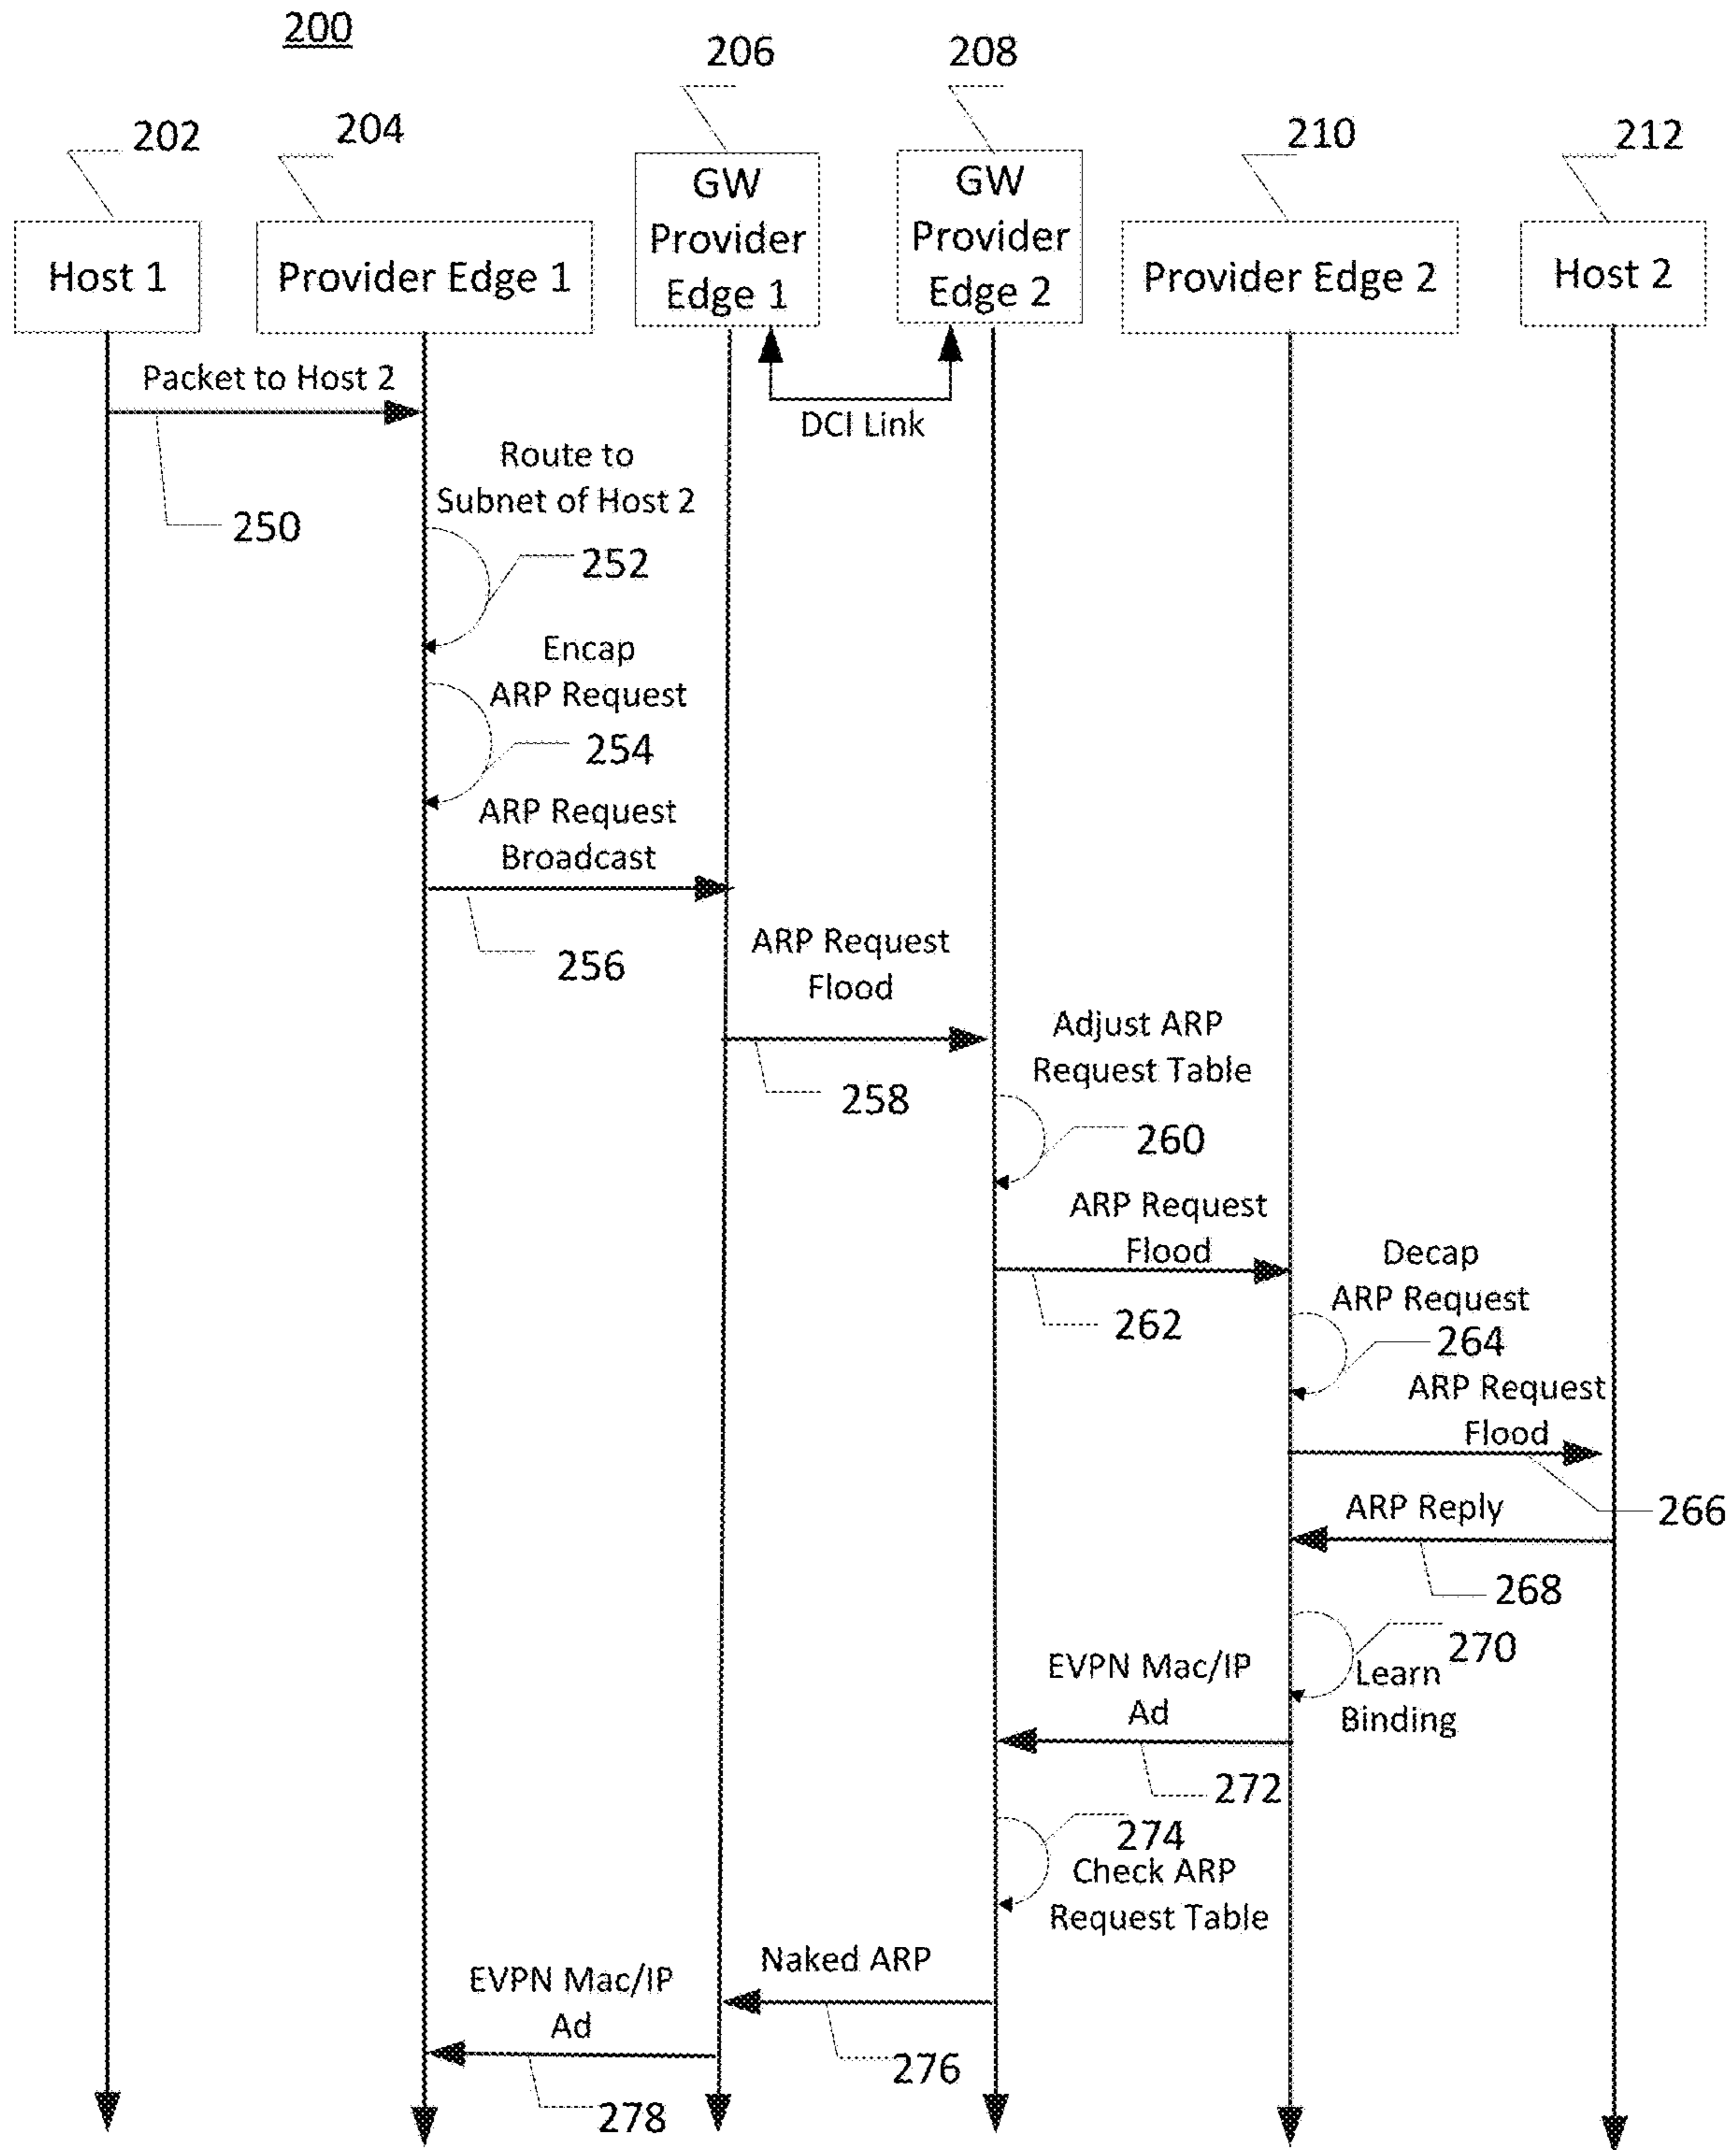 200
206
208
202
204
210
212
GW
Provider
Edge 1
GW
Provider
Edge 2
Host 1
Provider Edge 1
Provider Edge 2
Host 2
Packet to Host 2
DCI Link
250
Route to
Subnet of Host 2
252
Encap
ARP Request
254
ARP Request
Broadcast
256
ARP Request
Flood
258
Adjust ARP
Request Table
260
ARP Request
Flood
262
Decap
ARP Request
264
ARP Request
Flood
266
ARP Reply
268
270
Learn
Binding
EVPN Mac/IP
Ad
272
274
Check ARP
Request Table
Naked ARP
276
EVPN Mac/IP
Ad
278